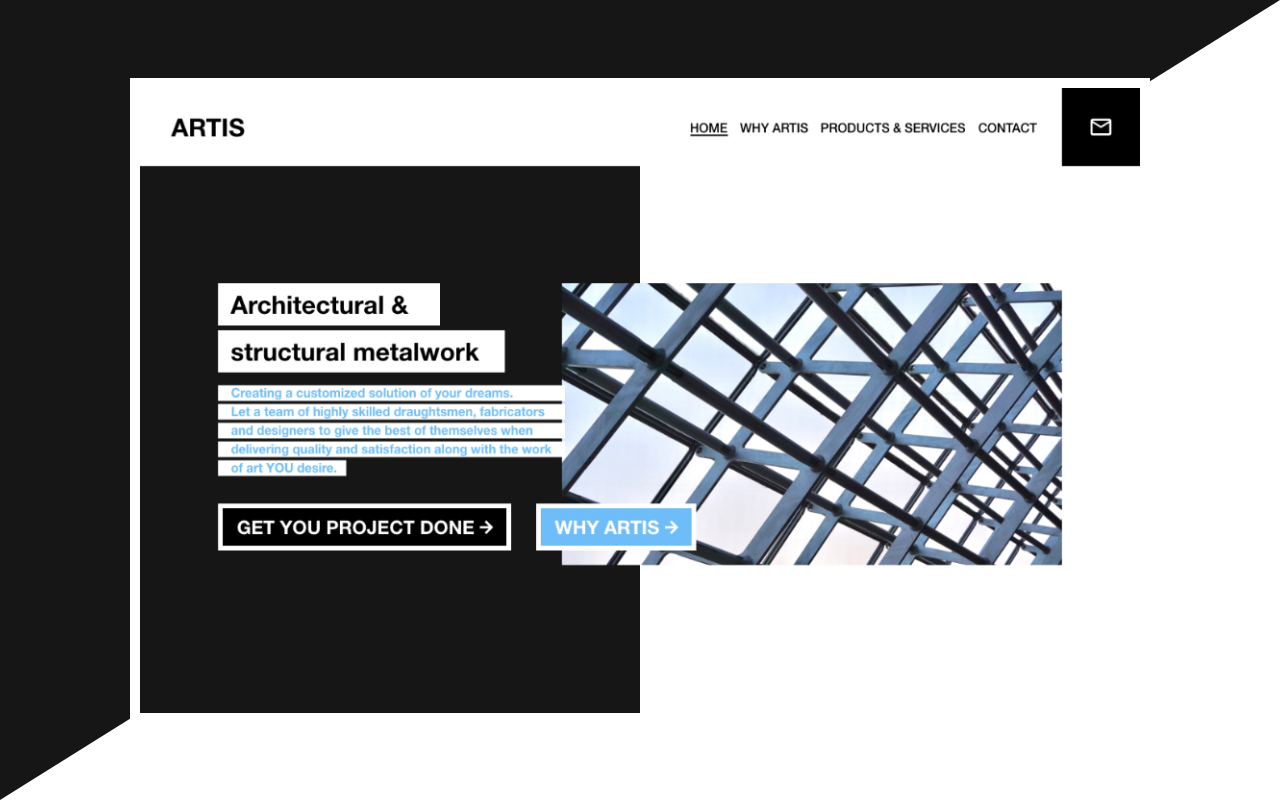 ARTIS
HOME WHY ARTIS PRODUCTS & SERVICES CONTACT
Architectural &
structural metalwork
Creating a customized solution of your dreams.
Let a team of highly skilled draughtsmen, fabricators
and designers to give the best of themselves when
delivering quality and satisfaction along with the work
of art YOU desire.
GET YOU PROJECT DONE →
WHY ARTIS →